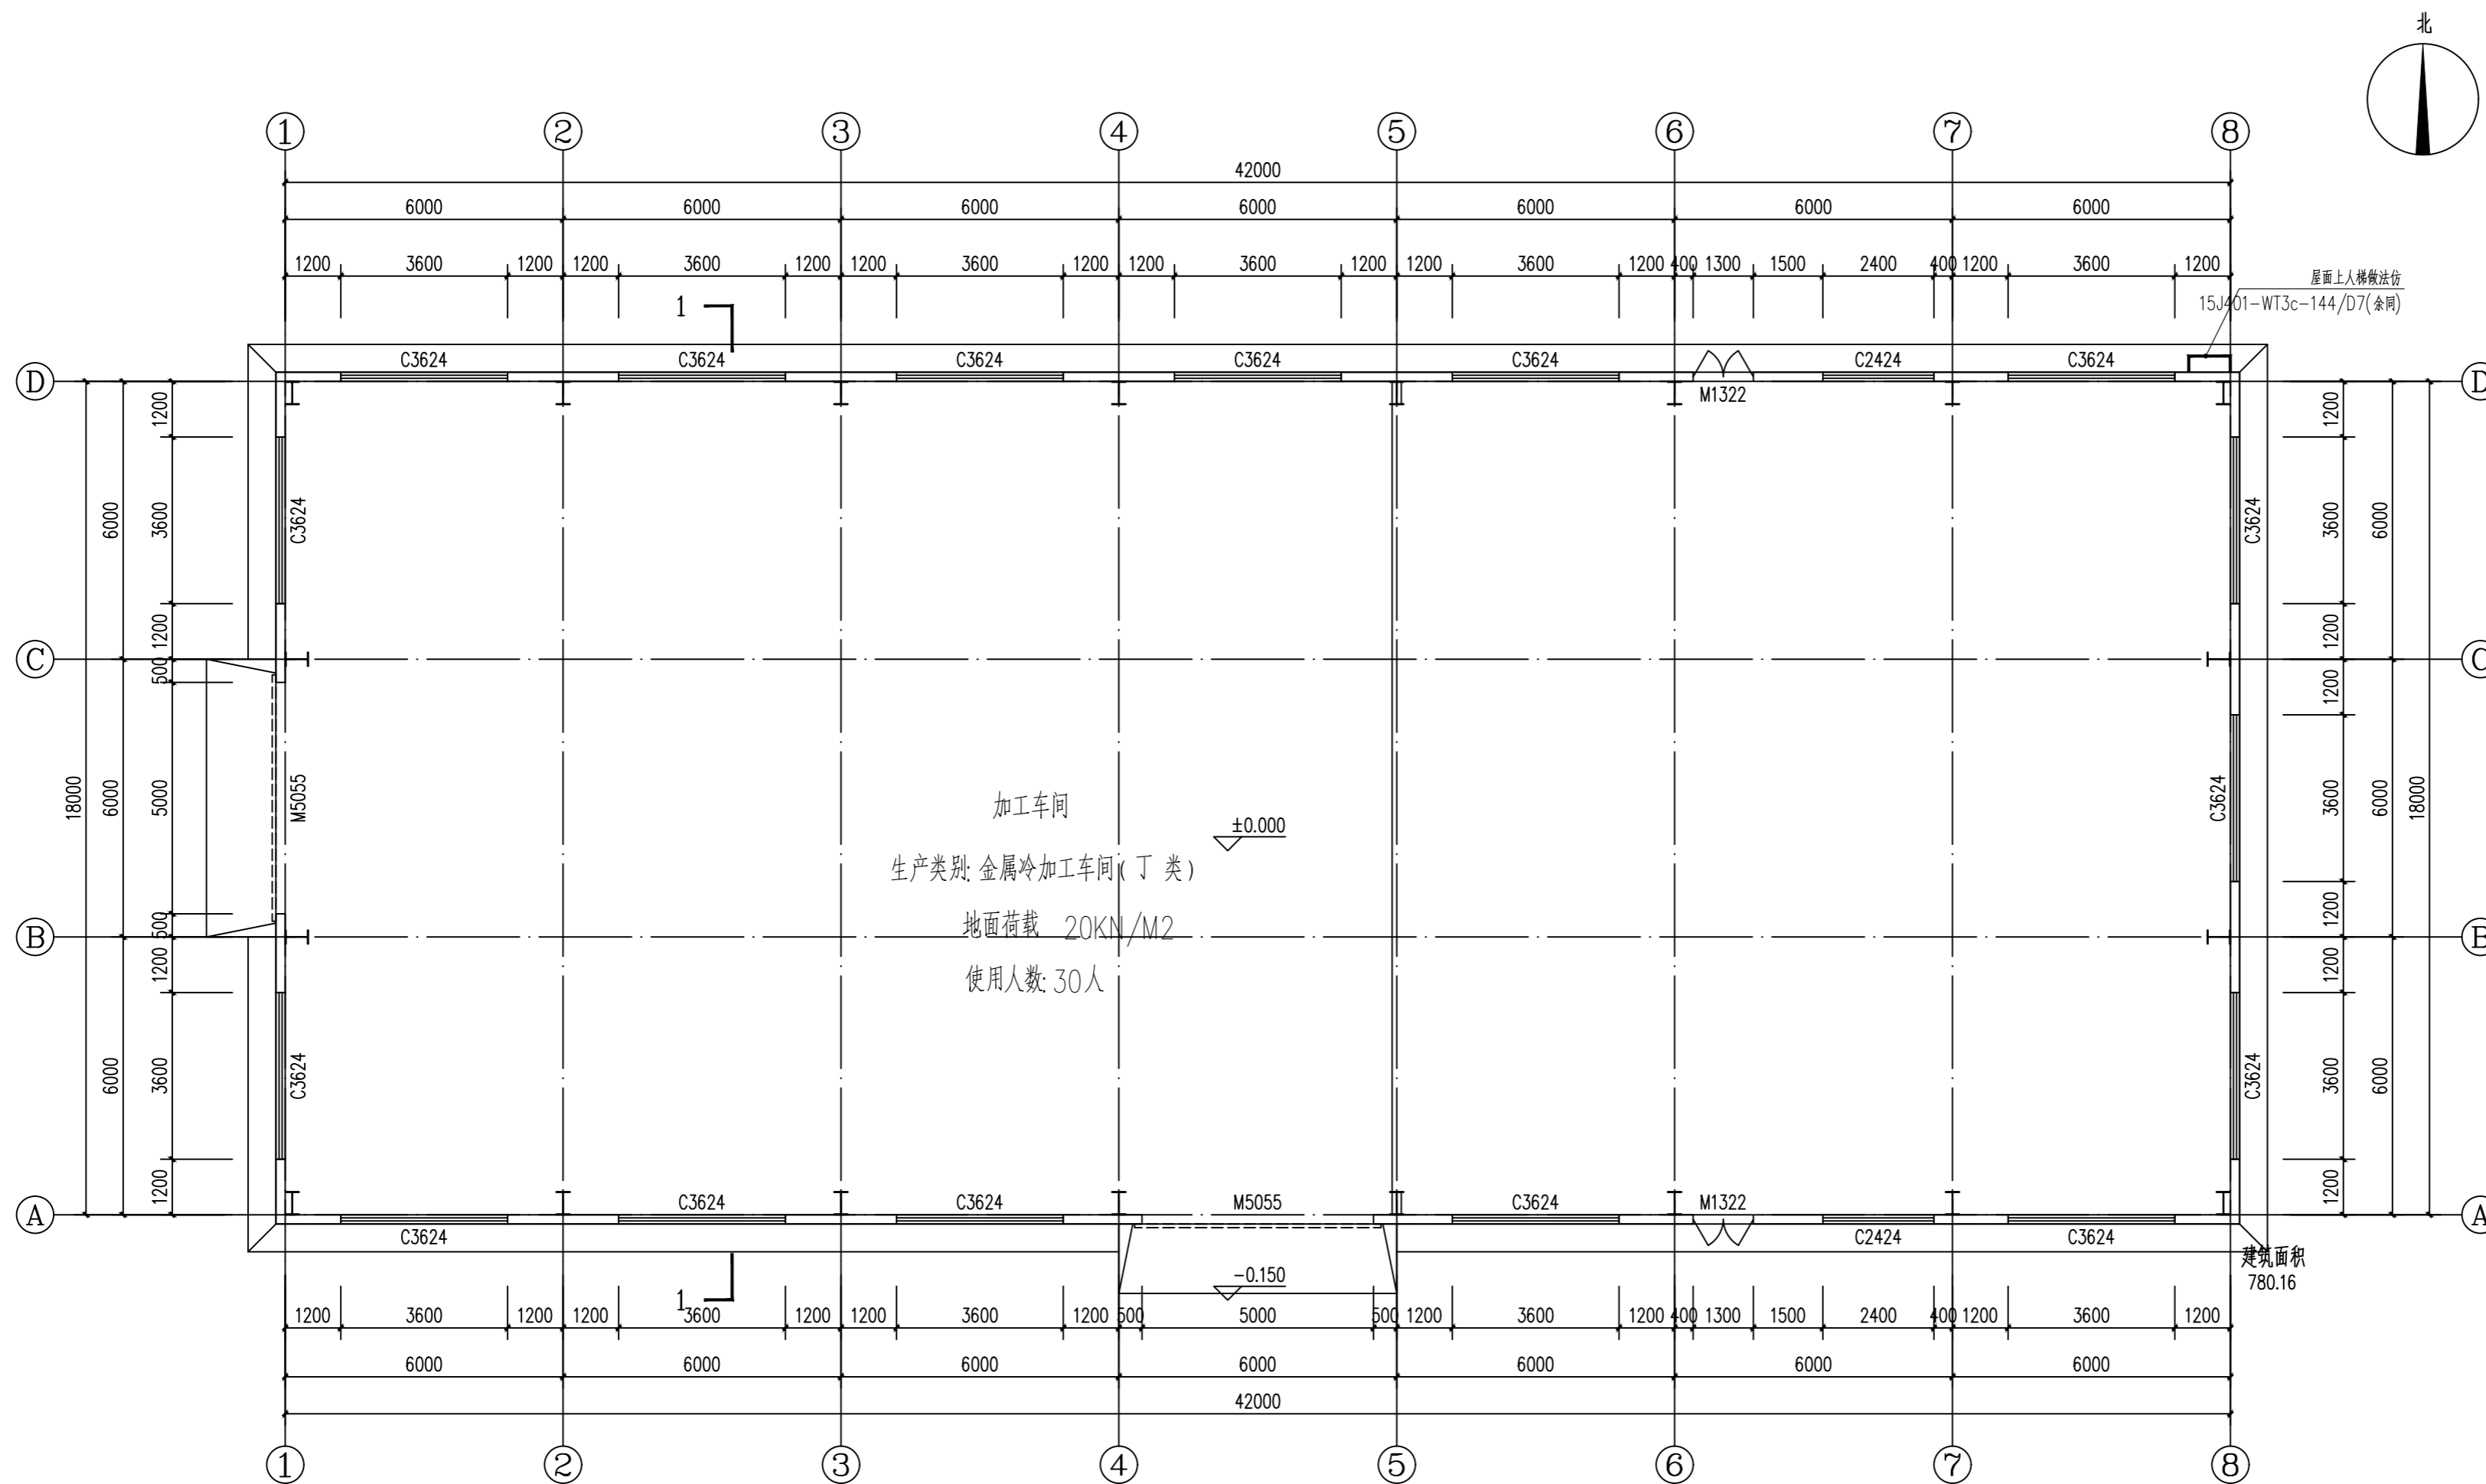 北
1 2 3 4 5 6 7 8
42000
6000 6000 6000 6000 6000 6000 6000
1200 3600 1200 1200 3600 1200 1200 3600 1200 1200 3600 1200 1200 3600 1200 400 1300 1500 2400 400 1200 3600 1200
屋面上人梯做法仿
15J401-WT3c-144/D7(余同)
1
C3624 C3624 C3624 C3624 C3624 C2424 C3624
M1322
D D
1200 1200
6000 3600 C3624 C3624 3600 6000
1200 1200
C C
500 1200
18000 6000 5000 M5055 C3624 3600 6000 18000
500 1200
B B
1200 1200
6000 3600 C3624 C3624 3600 6000
1200 1200
A A
加工车间
±0.000
生产类别: 金属冷加工车间(丁 类)
地面荷载 20KN/M2
使用人数: 30人
C3624 C3624 M5055 C3624 M1322
C3624 C2424 C3624
建筑面积
780.16
-0.150
1
1200 3600 1200 1200 3600 1200 1200 3600 1200 500 5000 500 1200 3600 1200 400 1300 1500 2400 400 1200 3600 1200
6000 6000 6000 6000 6000 6000 6000
42000
1 2 3 4 5 6 7 8